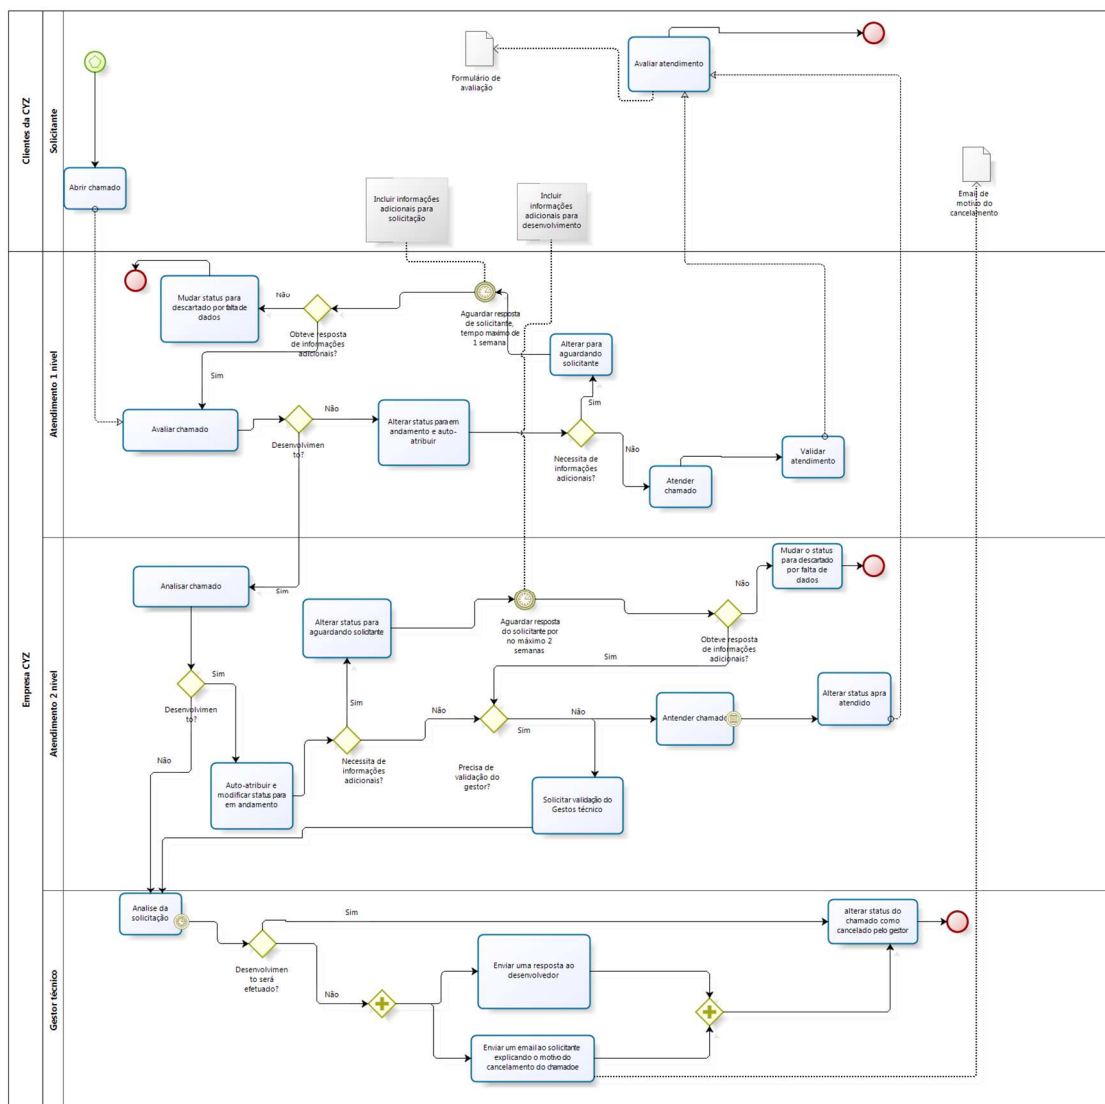 Clientes da CYZ
Solicitante
Abrir chamado
Formulário de
avaliação
Avaliar atendimento
Incluir informações
adicionais para
solicitação
Incluir
informações
adicionais para
desenvolvimento
Email de
motivo do
cancelamento
Empresa CYZ
Atendimento 1 nivel
Mudar status para
descartado por falta de
dados
Não
Obteve resposta
de informações
adicionais?
Sim
Aguardar resposta
de solicitante,
tempo maximo de
1 semana
Alterar para
aguardando
solicitante
Avaliar chamado
Desenvolvimen
to?
Não
Alterar status para em
andamento e auto-
atribuir
Sim
Necessita de
informações
adicionais?
Não
Atender
chamado
Validar
atendimento
Atendimento 2 nivel
Analisar chamado
Sim
Alterar status para
aguardando solicitante
Aguardar resposta
do solicitante por
no máximo 2
semanas
Mudar o status
para descartado
por falta de
dados
Não
Obteve resposta
de informações
adicionais?
Sim
Desenvolvimen
to?
Sim
Não
Auto-atribuir e
modificar status para
em andamento
Sim
Necessita de
informações
adicionais?
Não
Precisa de
validação do
gestor?
Não
Sim
Antender chamado
Alterar status apra
atendido
Solicitar validação do
Gestos técnico
Gestor técnico
Analise da
solicitação
Desenvolvimen
to será
efetuado?
Sim
Não
Enviar uma resposta ao
desenvolvedor
Enviar um email ao solicitante
explicando o motivo do
cancelamento do chamadoe
alterar status do
chamado como
cancelado pelo gestor